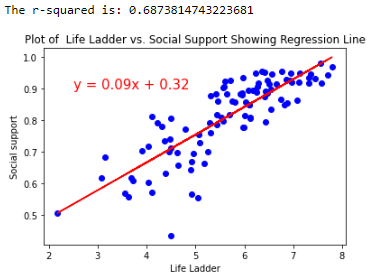 The r-squared is: 0.6873814743223681
Plot of  Life Ladder vs. Social Support Showing Regression Line
1.0
y = 0.09x + 0.32
0.9
0.8
0.7
0.6
0.5
Social support
2 3 4 5 6 7 8
Life Ladder